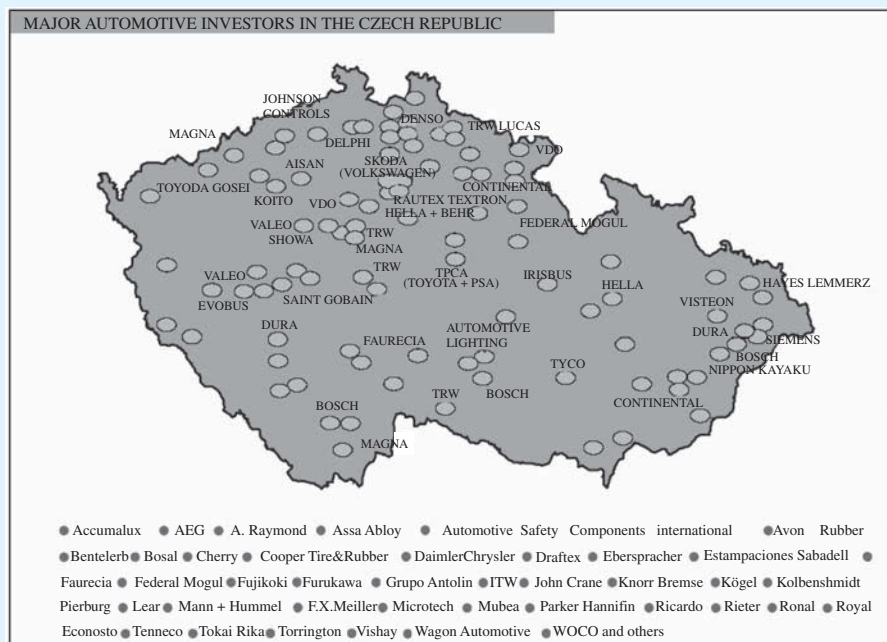 MAJOR AUTOMOTIVE INVESTORS IN THE CZECH REPUBLIC
JOHNSON
CONTROLS
DENSO
TRW LUCAS
MAGNA
DELPHI
VDO
SKODA
(VOLKSWAGEN)
AISAN
TOYODA GOSEI
CONTINENTAL
KOITO
VDO
RAUTEX TEXTRON
HELLA + BEHR
FEDERAL MOGUL
VALEO
SHOWA
TRW
MAGNA
TRW
TPCA
(TOYOTA + PSA)
IRISBUS
VALEO
HELLA
HAYES LEMMERZ
EVOBUS
SAINT GOBAIN
VISTEON
DURA
AUTOMOTIVE
LIGHTING
DURA
SIEMENS
FAURECIA
BOSCH
TYCO
NIPPON KAYAKU
TRW
BOSCH
BOSCH
CONTINENTAL
MAGNA
● Accumalux ● AEG ● A. Raymond ● Assa Abloy ● Automotive Safety Components international ● Avon Rubber
● Bentelerb ● Bosal ● Cherry ● Cooper Tire&Rubber ● DaimlerChrysler ● Draftex ● Eberspracher ● Estampaciones Sabadell ●
Faurecia ● Federal Mogul ● Fujikoki ● Furukawa ● Grupo Antolin ● ITW ● John Crane ● Knorr Bremse ● Kögel ● Kolbenshmidt
Pierburg ● Lear ● Mann + Hummel ● F.X.Meiller ● Microtech ● Mubea ● Parker Hannifin ● Ricardo ● Rieter ● Ronal ● Royal
Econosto ● Tenneco ● Tokai Rika ● Torrington ● Vishay ● Wagon Automotive ● WOCO and others